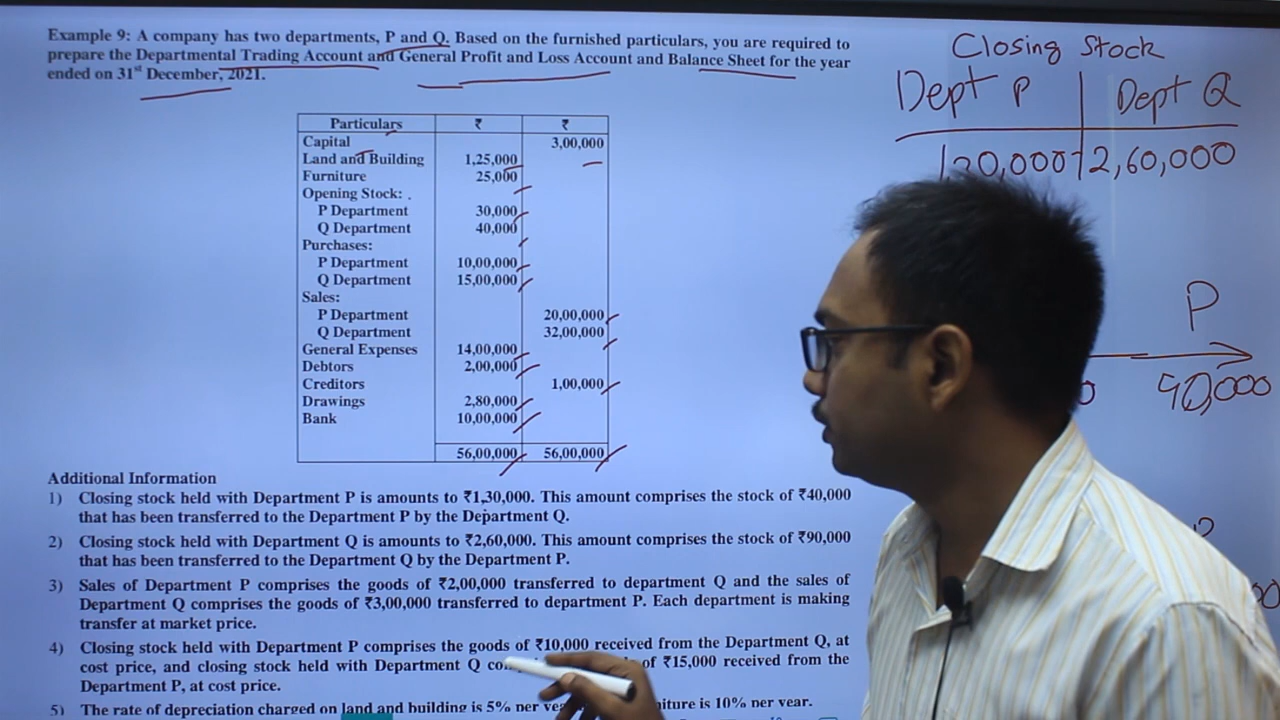 Example 9: A company has two departments, P and Q. Based on the furnished particulars, you are required to
prepare the Departmental Trading Account and General Profit and Loss Account and Balance Sheet for the year
ended on 31st December, 2021.
Particulars ₹ ₹
Capital 3,00,000
Land and Building 1,25,000
Furniture 25,000
Opening Stock:
P Department 30,000
Q Department 40,000
Purchases:
P Department 10,00,000
Q Department 15,00,000
Sales:
P Department 20,00,000
Q Department 32,00,000
General Expenses 14,00,000
Debtors 2,00,000
Creditors 1,00,000
Drawings 2,80,000
Bank 10,00,000
56,00,000 56,00,000
Additional Information
1) Closing stock held with Department P is amounts to ₹1,30,000. This amount comprises the stock of ₹40,000
that has been transferred to the Department P by the Department Q.
2) Closing stock held with Department Q is amounts to ₹2,60,000. This amount comprises the stock of ₹90,000
that has been transferred to the Department Q by the Department P.
3) Sales of Department P comprises the goods of ₹2,00,000 transferred to department Q and the sales of
Department Q comprises the goods of ₹3,00,000 transferred to department P. Each department is making
transfer at market price.
4) Closing stock held with Department P comprises the goods of ₹10,000 received from the Department Q, at
cost price, and closing stock held with Department Q of ₹15,000 received from the
Department P, at cost price.
5) The rate of depreciation charged on land and building is 5% per is 10% per year.
Closing Stock
Dept P Dept Q
1,30,000 2,60,000
P
90,000